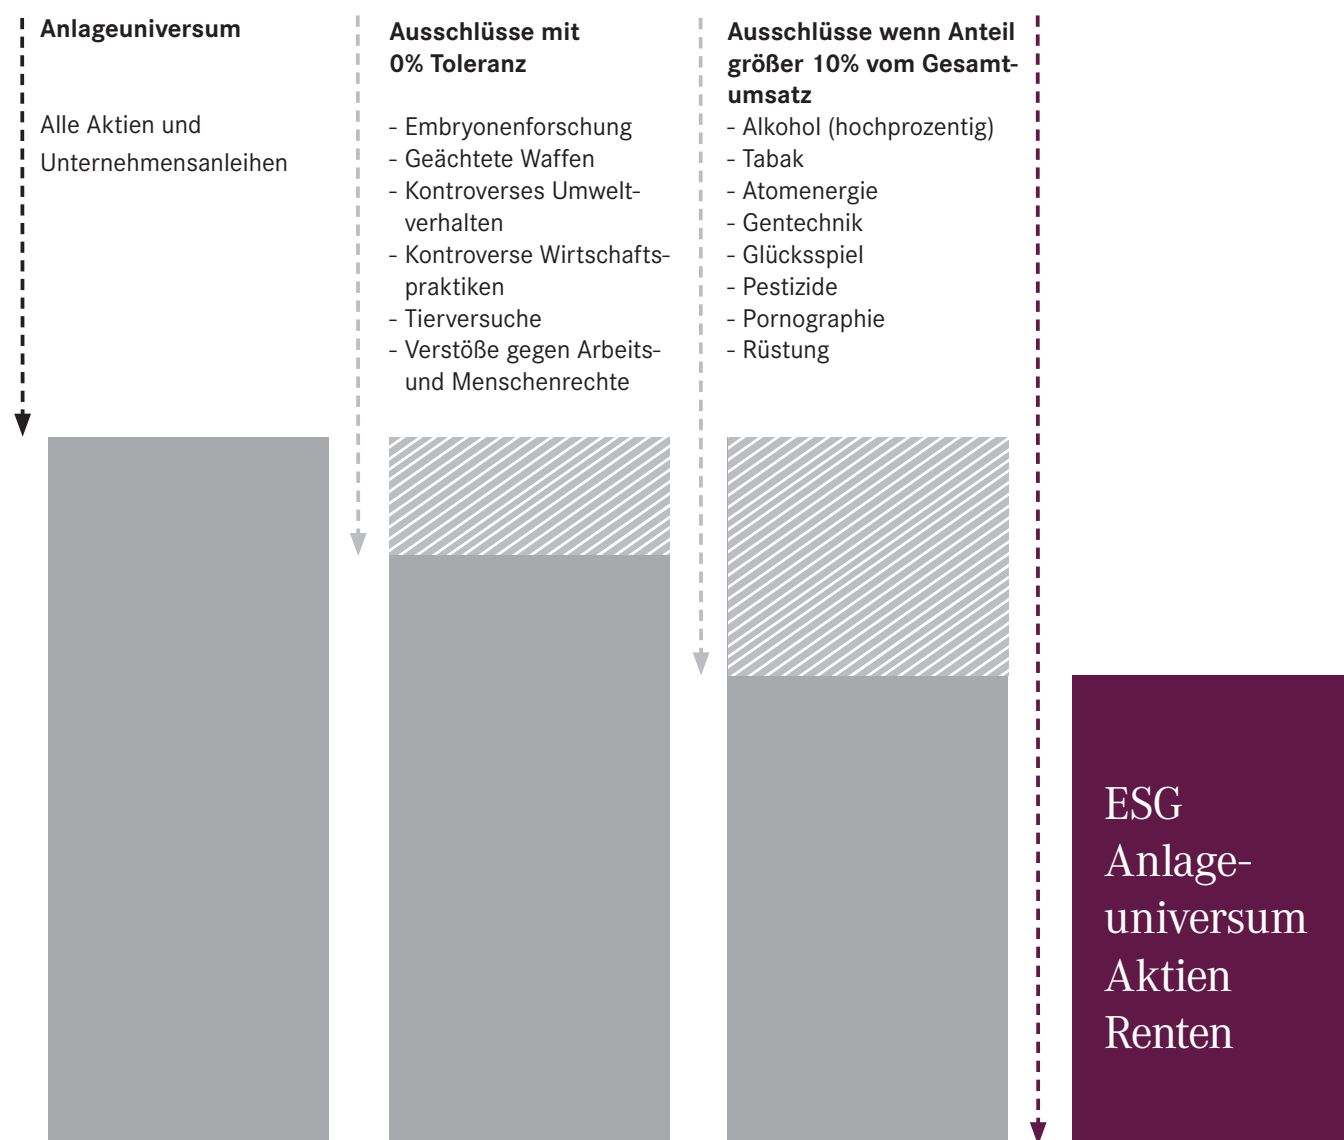 Anlageuniversum
Alle Aktien und
Unternehmensanleihen
Ausschlüsse mit
0% Toleranz
- Embryonenforschung
- Geächtete Waffen
- Kontroverses Umwelt-
verhalten
- Kontroverse Wirtschafts-
praktiken
- Tierversuche
- Verstöße gegen Arbeits-
und Menschenrechte
Ausschlüsse wenn Anteil
größer 10% vom Gesamt-
umsatz
- Alkohol (hochprozentig)
- Tabak
- Atomenergie
- Gentechnik
- Glücksspiel
- Pestizide
- Pornographie
- Rüstung
ESG
Anlage-
universum
Aktien
Renten